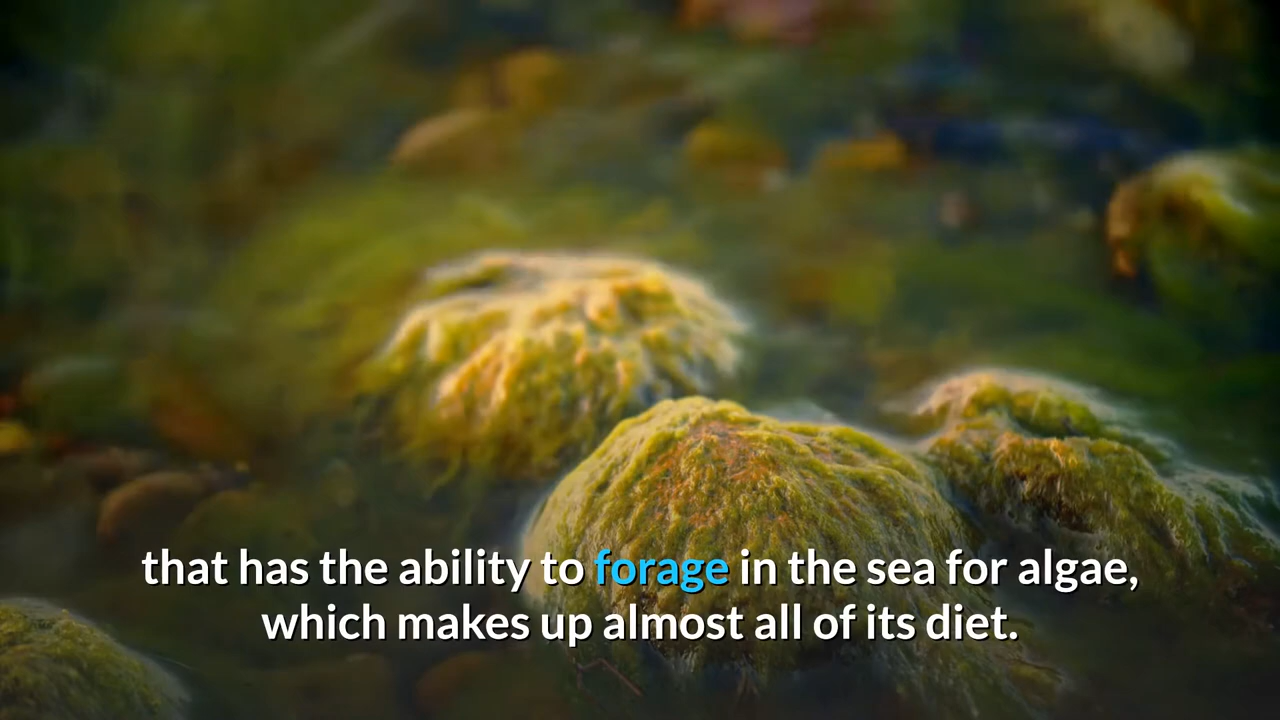 that has the ability to forage in the sea for algae,
which makes up almost all of its diet.